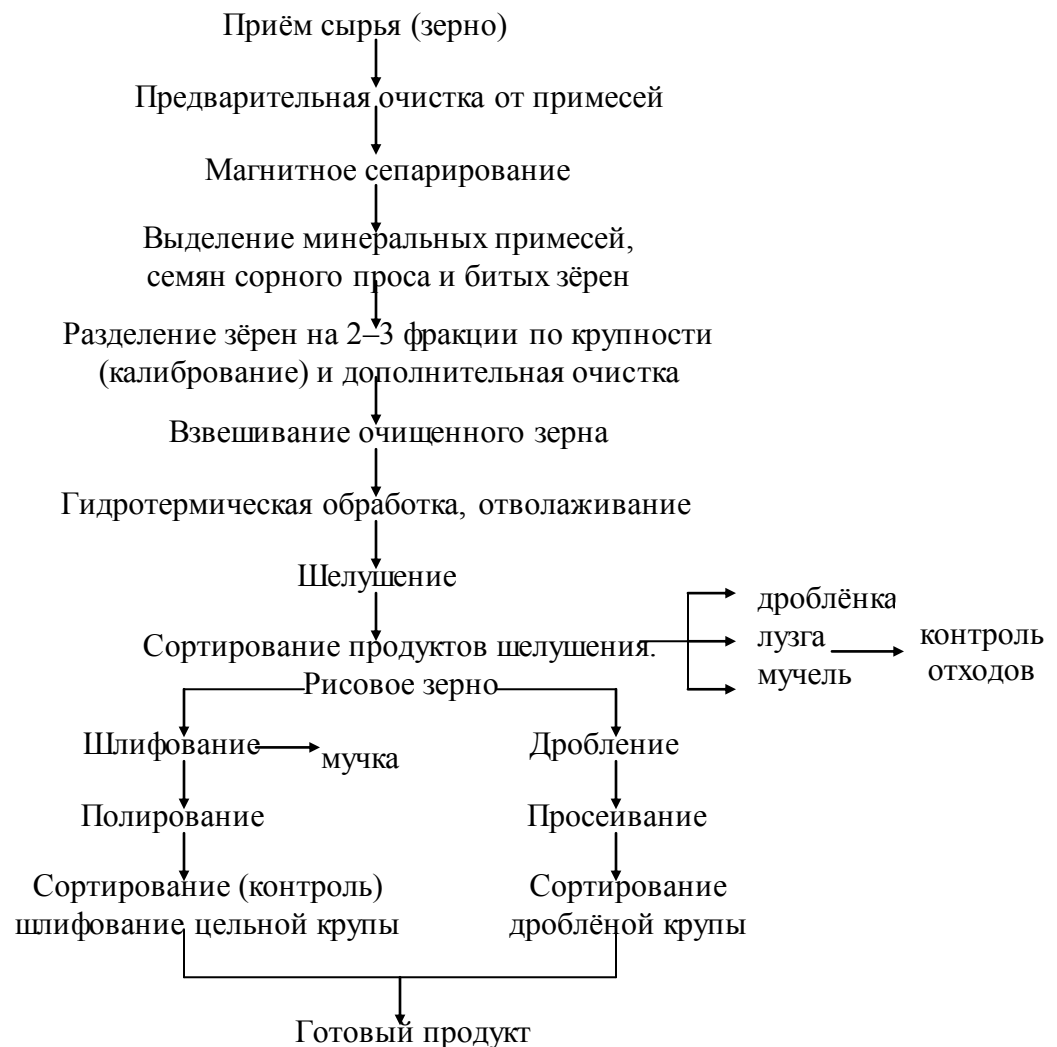 Приём сырья (зерно)
Предварительная очистка от примесей
Магнитное сепарирование
Выделение минеральных примесей,
семян сорного проса и битых зёрен
Разделение зёрен на 2–3 фракции по крупности
(калиброванние) и дополнительная очистка
Взвешивание очищенного зерна
Гидротермическая обработка, отволаживание
Шелушение
Сортирование продуктов шелушения.
Рисовое зерно
дроблёнка
лузга
мучель
контроль
отходов
Шлифование
мучка
Дробление
Полирование
Просеивание
Сортирование (контроль)
шлифование цельной крупы
Сортирование
дроблёной крупы
Готовый продукт